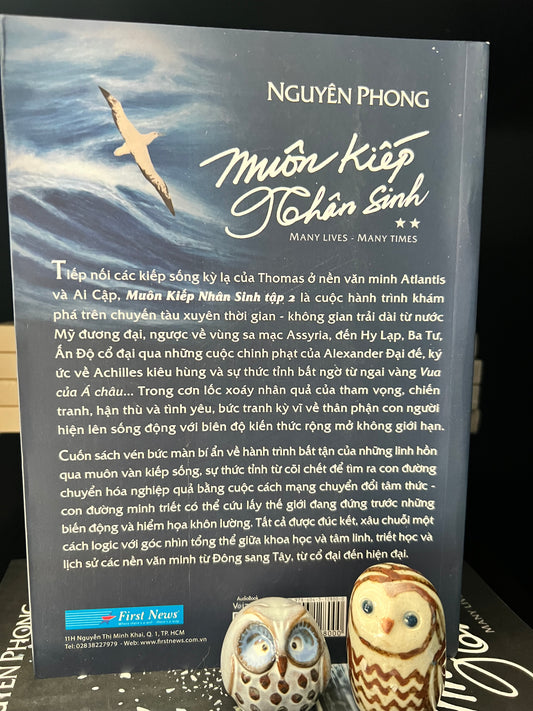 NGUYÊN PHONG
Muôn Kiếp
Nhân Sinh
MANY LIVES - MANY TIMES
Tiếp nối các kiếp sống kỳ lạ của Thomas ở nền văn minh Atlantis
và Ai Cập, Muôn Kiếp Nhân Sinh tập 2 là cuộc hành trình khám
phá trên chuyến tàu xuyên thời gian - không gian trải dài từ nước
Mỹ đương đại, ngược về vùng sa mạc Assyria, đến Hy Lạp, Ba Tư,
Ấn Độ cổ đại qua những cuộc chinh phạt của Alexander Đại đế, ký
ức về Achilles kiêu hùng và sự thức tỉnh bất ngờ từ ngai vàng Vua
của Á châu... Trong cơn lốc xoáy nhân quả của tham vọng, chiến
tranh, hận thù và tình yêu, bức tranh kỳ vĩ về thân phận con người
hiện lên sống động với biên độ kiến thức rộng mở không giới hạn.
Cuốn sách vén bức màn bí ẩn về hành trình bất tận của những linh hồn
qua muôn vàn kiếp sống, sự thức tỉnh từ cõi chết để tìm ra con đường
chuyển hóa nghiệp quả bằng cuộc cách mạng chuyển đổi tâm thức -
con đường minh triết có thể cứu lấy thế giới đang đứng trước những
biến động và hiểm họa khôn lường. Tất cả được đúc kết, xâu chuỗi một
cách logic với góc nhìn tổng thể giữa khoa học và tâm linh, triết học và
lịch sử các nền văn minh từ Đông sang Tây, từ cổ đại đến hiện đại.
AudioBook
First News
11H Nguyễn Thị Minh Khai, Q. 1, TP. HCM
Tel: 02838227979 - Web: www.firstnews.com.vn
NGUYÊN PHONG
MANY LIV